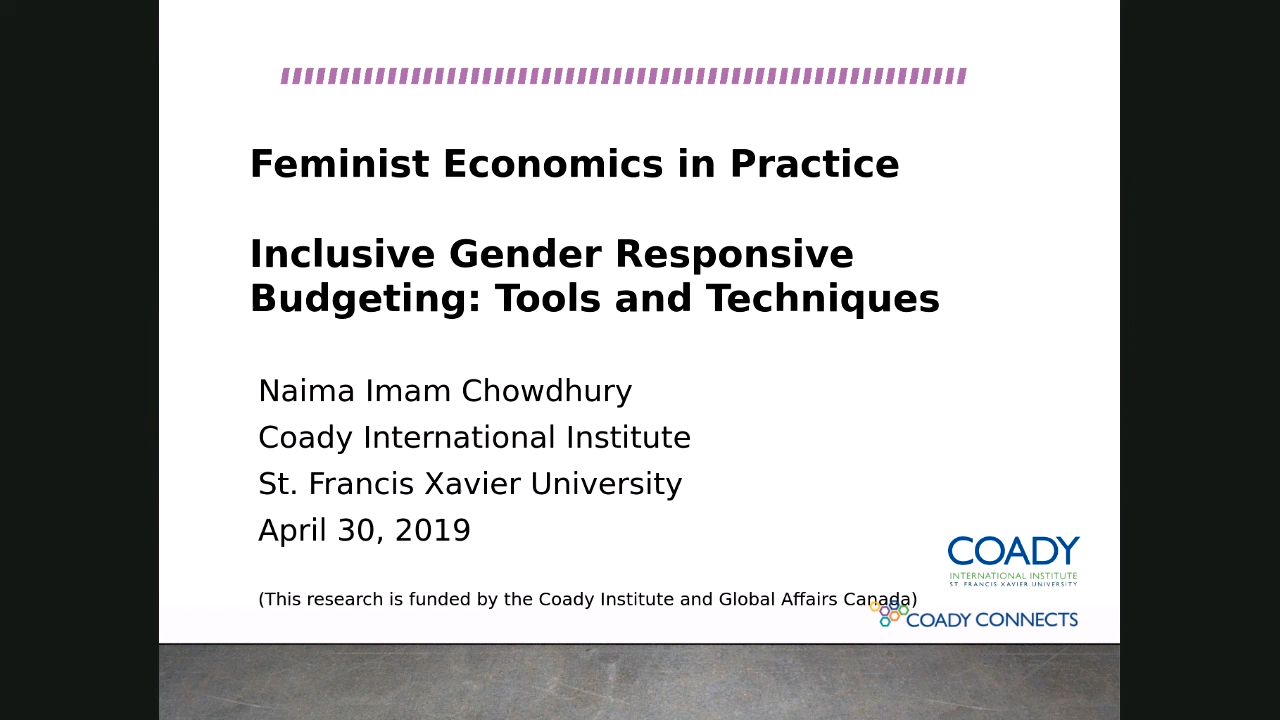 Feminist Economics in Practice
Inclusive Gender Responsive
Budgeting: Tools and Techniques
Naima Imam Chowdhury
Coady International Institute
St. Francis Xavier University
April 30, 2019
COADY
INTERNATIONAL INSTITUTE
ST. FRANCIS XAVIER UNIVERSITY
(This research is funded by the Coady Institute and Global Affairs Canada)
COADY CONNECTS